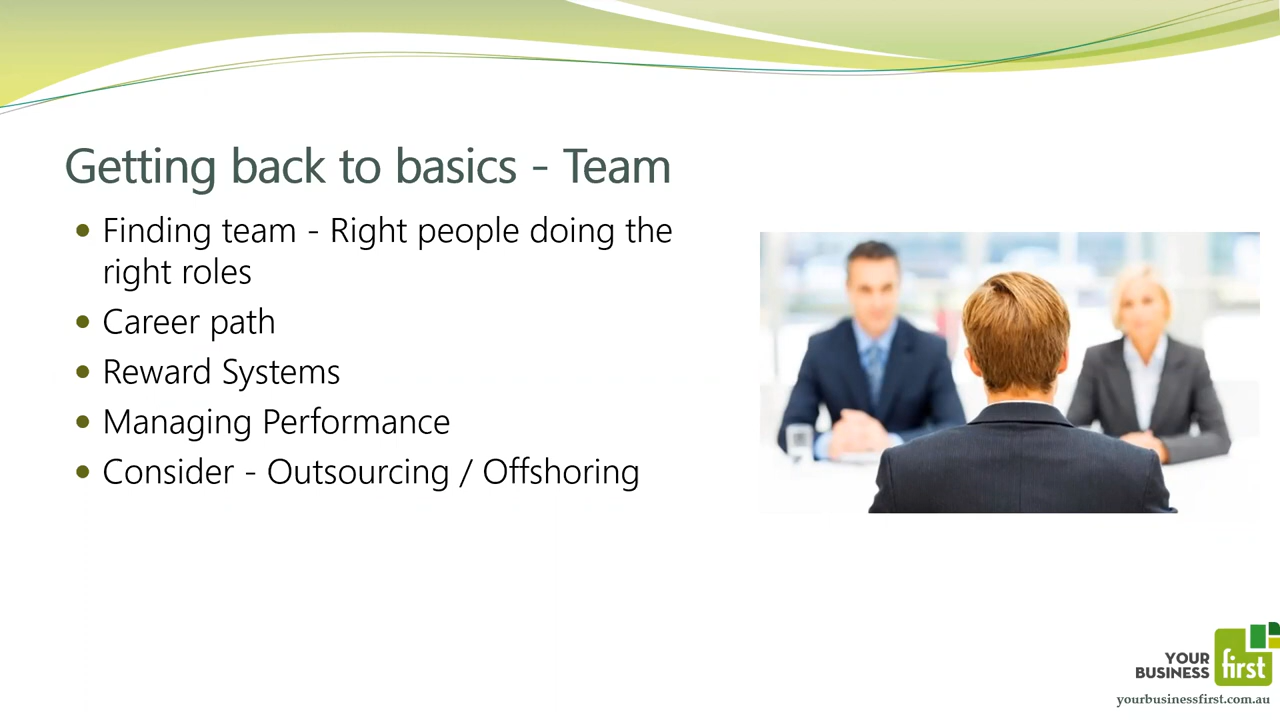 Getting back to basics - Team
• Finding team - Right people doing the
right roles
• Career path
• Reward Systems
• Managing Performance
• Consider - Outsourcing / Offshoring
YOUR
BUSINESS
first
yourbusinessfirst.com.au